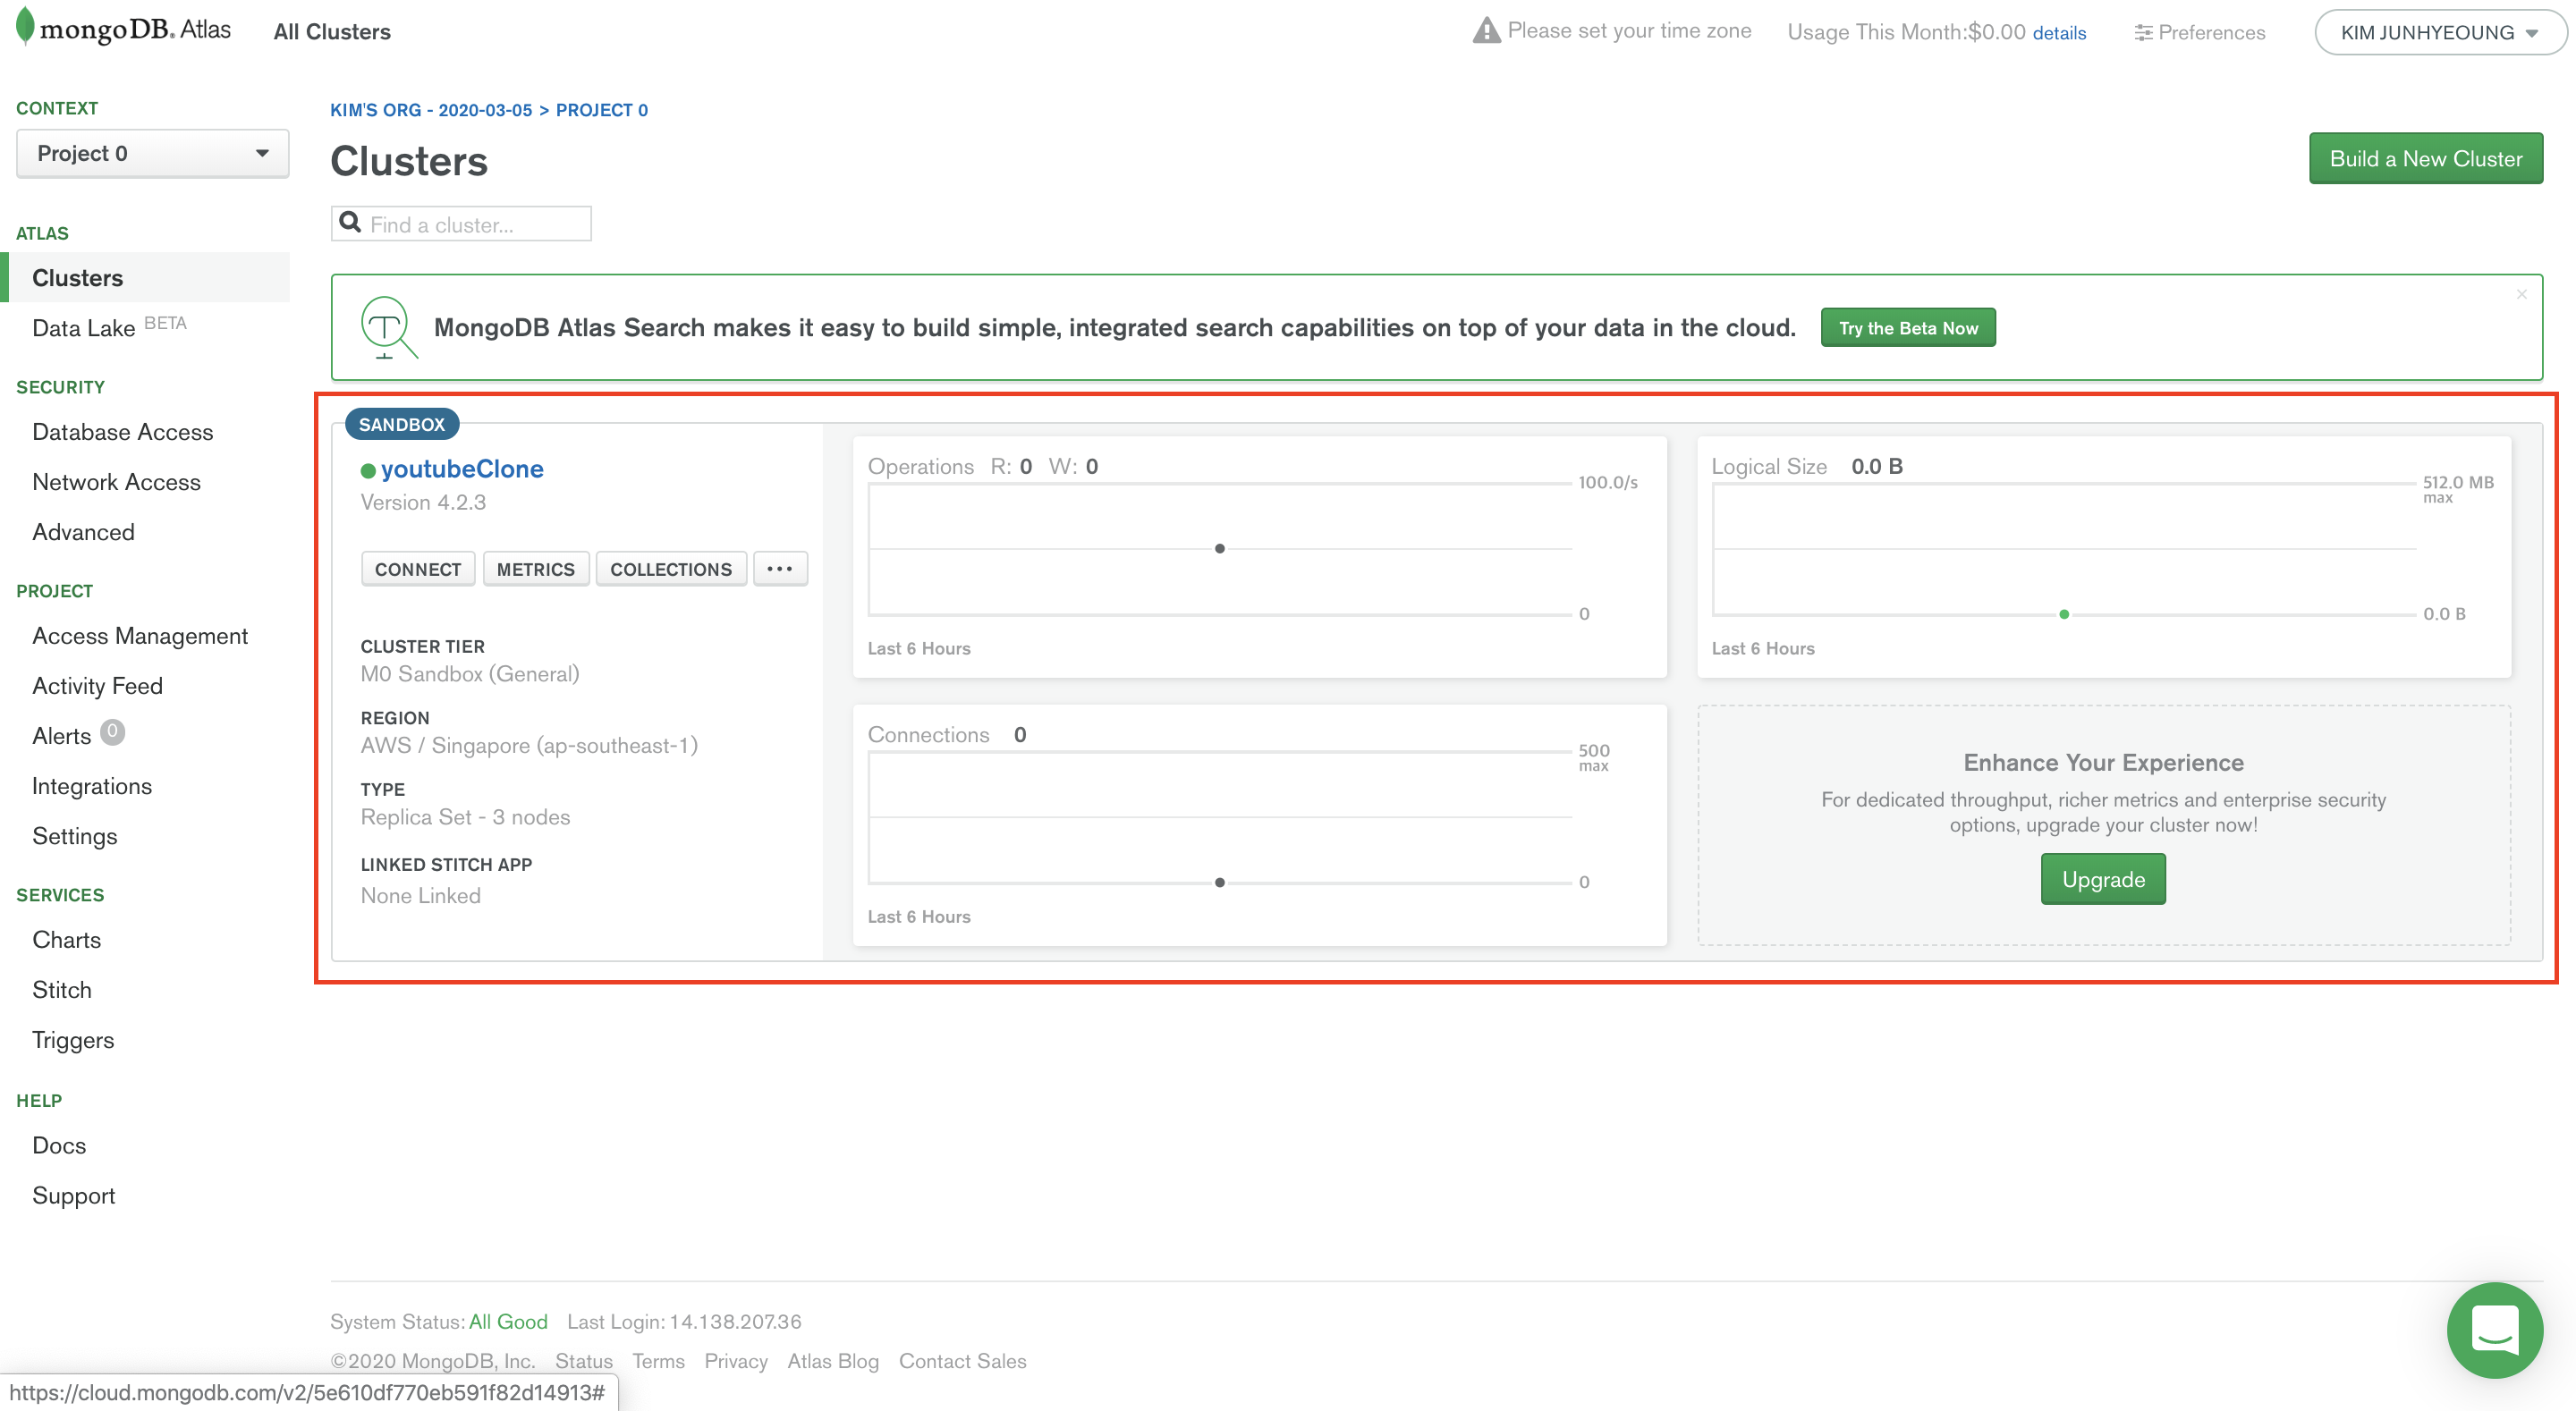 mongoDB. Atlas
All Clusters
Please set your time zone
Usage This Month:$0.00 details
Preferences
KIM JUNHYEOUNG
CONTEXT
Project 0
ATLAS
Clusters
Data Lake BETA
SECURITY
Database Access
Network Access
Advanced
PROJECT
Access Management
Activity Feed
Alerts 0
Integrations
Settings
SERVICES
Charts
Stitch
Triggers
HELP
Docs
Support
KIM'S ORG - 2020-03-05 > PROJECT 0
Clusters
Build a New Cluster
Find a cluster...
MongoDB Atlas Search makes it easy to build simple, integrated search capabilities on top of your data in the cloud.
Try the Beta Now
SANDBOX
youtubeClone
Version 4.2.3
CONNECT
METRICS
COLLECTIONS
...
CLUSTER TIER
M0 Sandbox (General)
REGION
AWS / Singapore (ap-southeast-1)
TYPE
Replica Set - 3 nodes
LINKED STITCH APP
None Linked
Operations R: 0 W: 0
100.0/s
0
Last 6 Hours
Logical Size 0.0 B
512.0 MB
max
0.0 B
Last 6 Hours
Connections 0
500
max
0
Last 6 Hours
Enhance Your Experience
For dedicated throughput, richer metrics and enterprise security
options, upgrade your cluster now!
Upgrade
System Status: All Good Last Login: 14.138.207.36
©2020 MongoDB, Inc. Status Terms Privacy Atlas Blog Contact Sales
https://cloud.mongodb.com/v2/5e610df770eb591f82d14913#